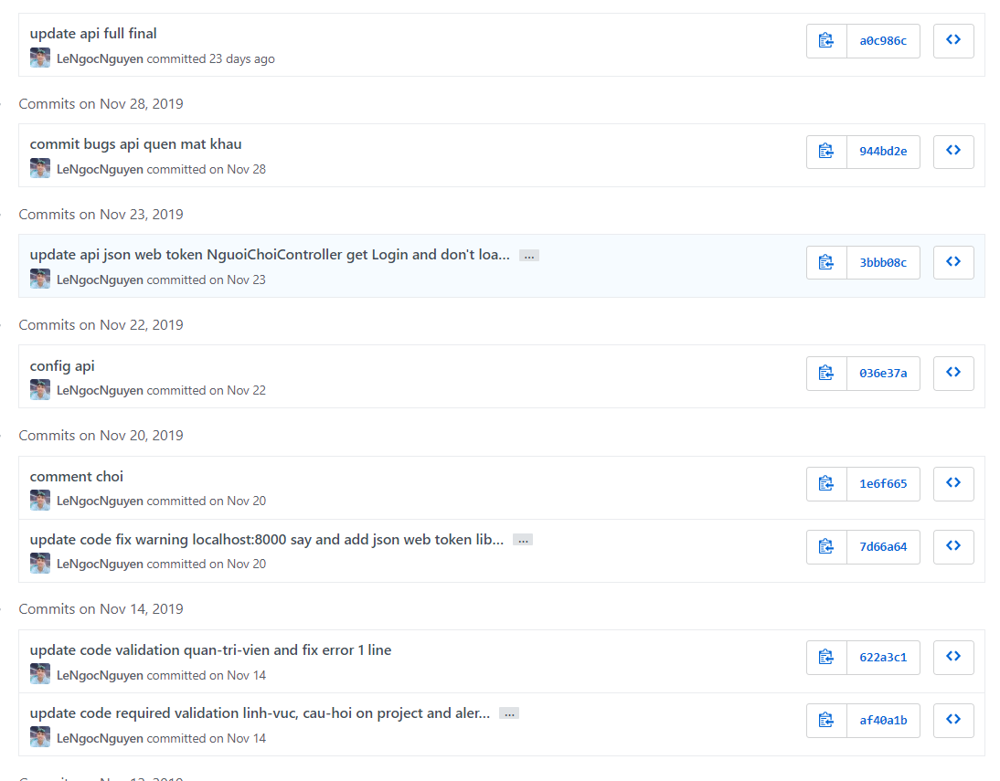 update api full final
LeNgocNguyen committed 23 days ago
a0c986c
Commits on Nov 28, 2019
commit bugs api quen mat khau
LeNgocNguyen committed on Nov 28
944bd2e
Commits on Nov 23, 2019
update api json web token NguoiChoiController get Login and don't loa... ...
LeNgocNguyen committed on Nov 23
3bbb08c
Commits on Nov 22, 2019
config api
LeNgocNguyen committed on Nov 22
036e37a
Commits on Nov 20, 2019
comment choi
LeNgocNguyen committed on Nov 20
1e6f665
update code fix warning localhost:8000 say and add json web token lib... ...
LeNgocNguyen committed on Nov 20
7d66a64
Commits on Nov 14, 2019
update code validation quan-tri-vien and fix error 1 line
LeNgocNguyen committed on Nov 14
622a3c1
update code required validation linh-vuc, cau-hoi on project and aler... ...
LeNgocNguyen committed on Nov 14
af40a1b